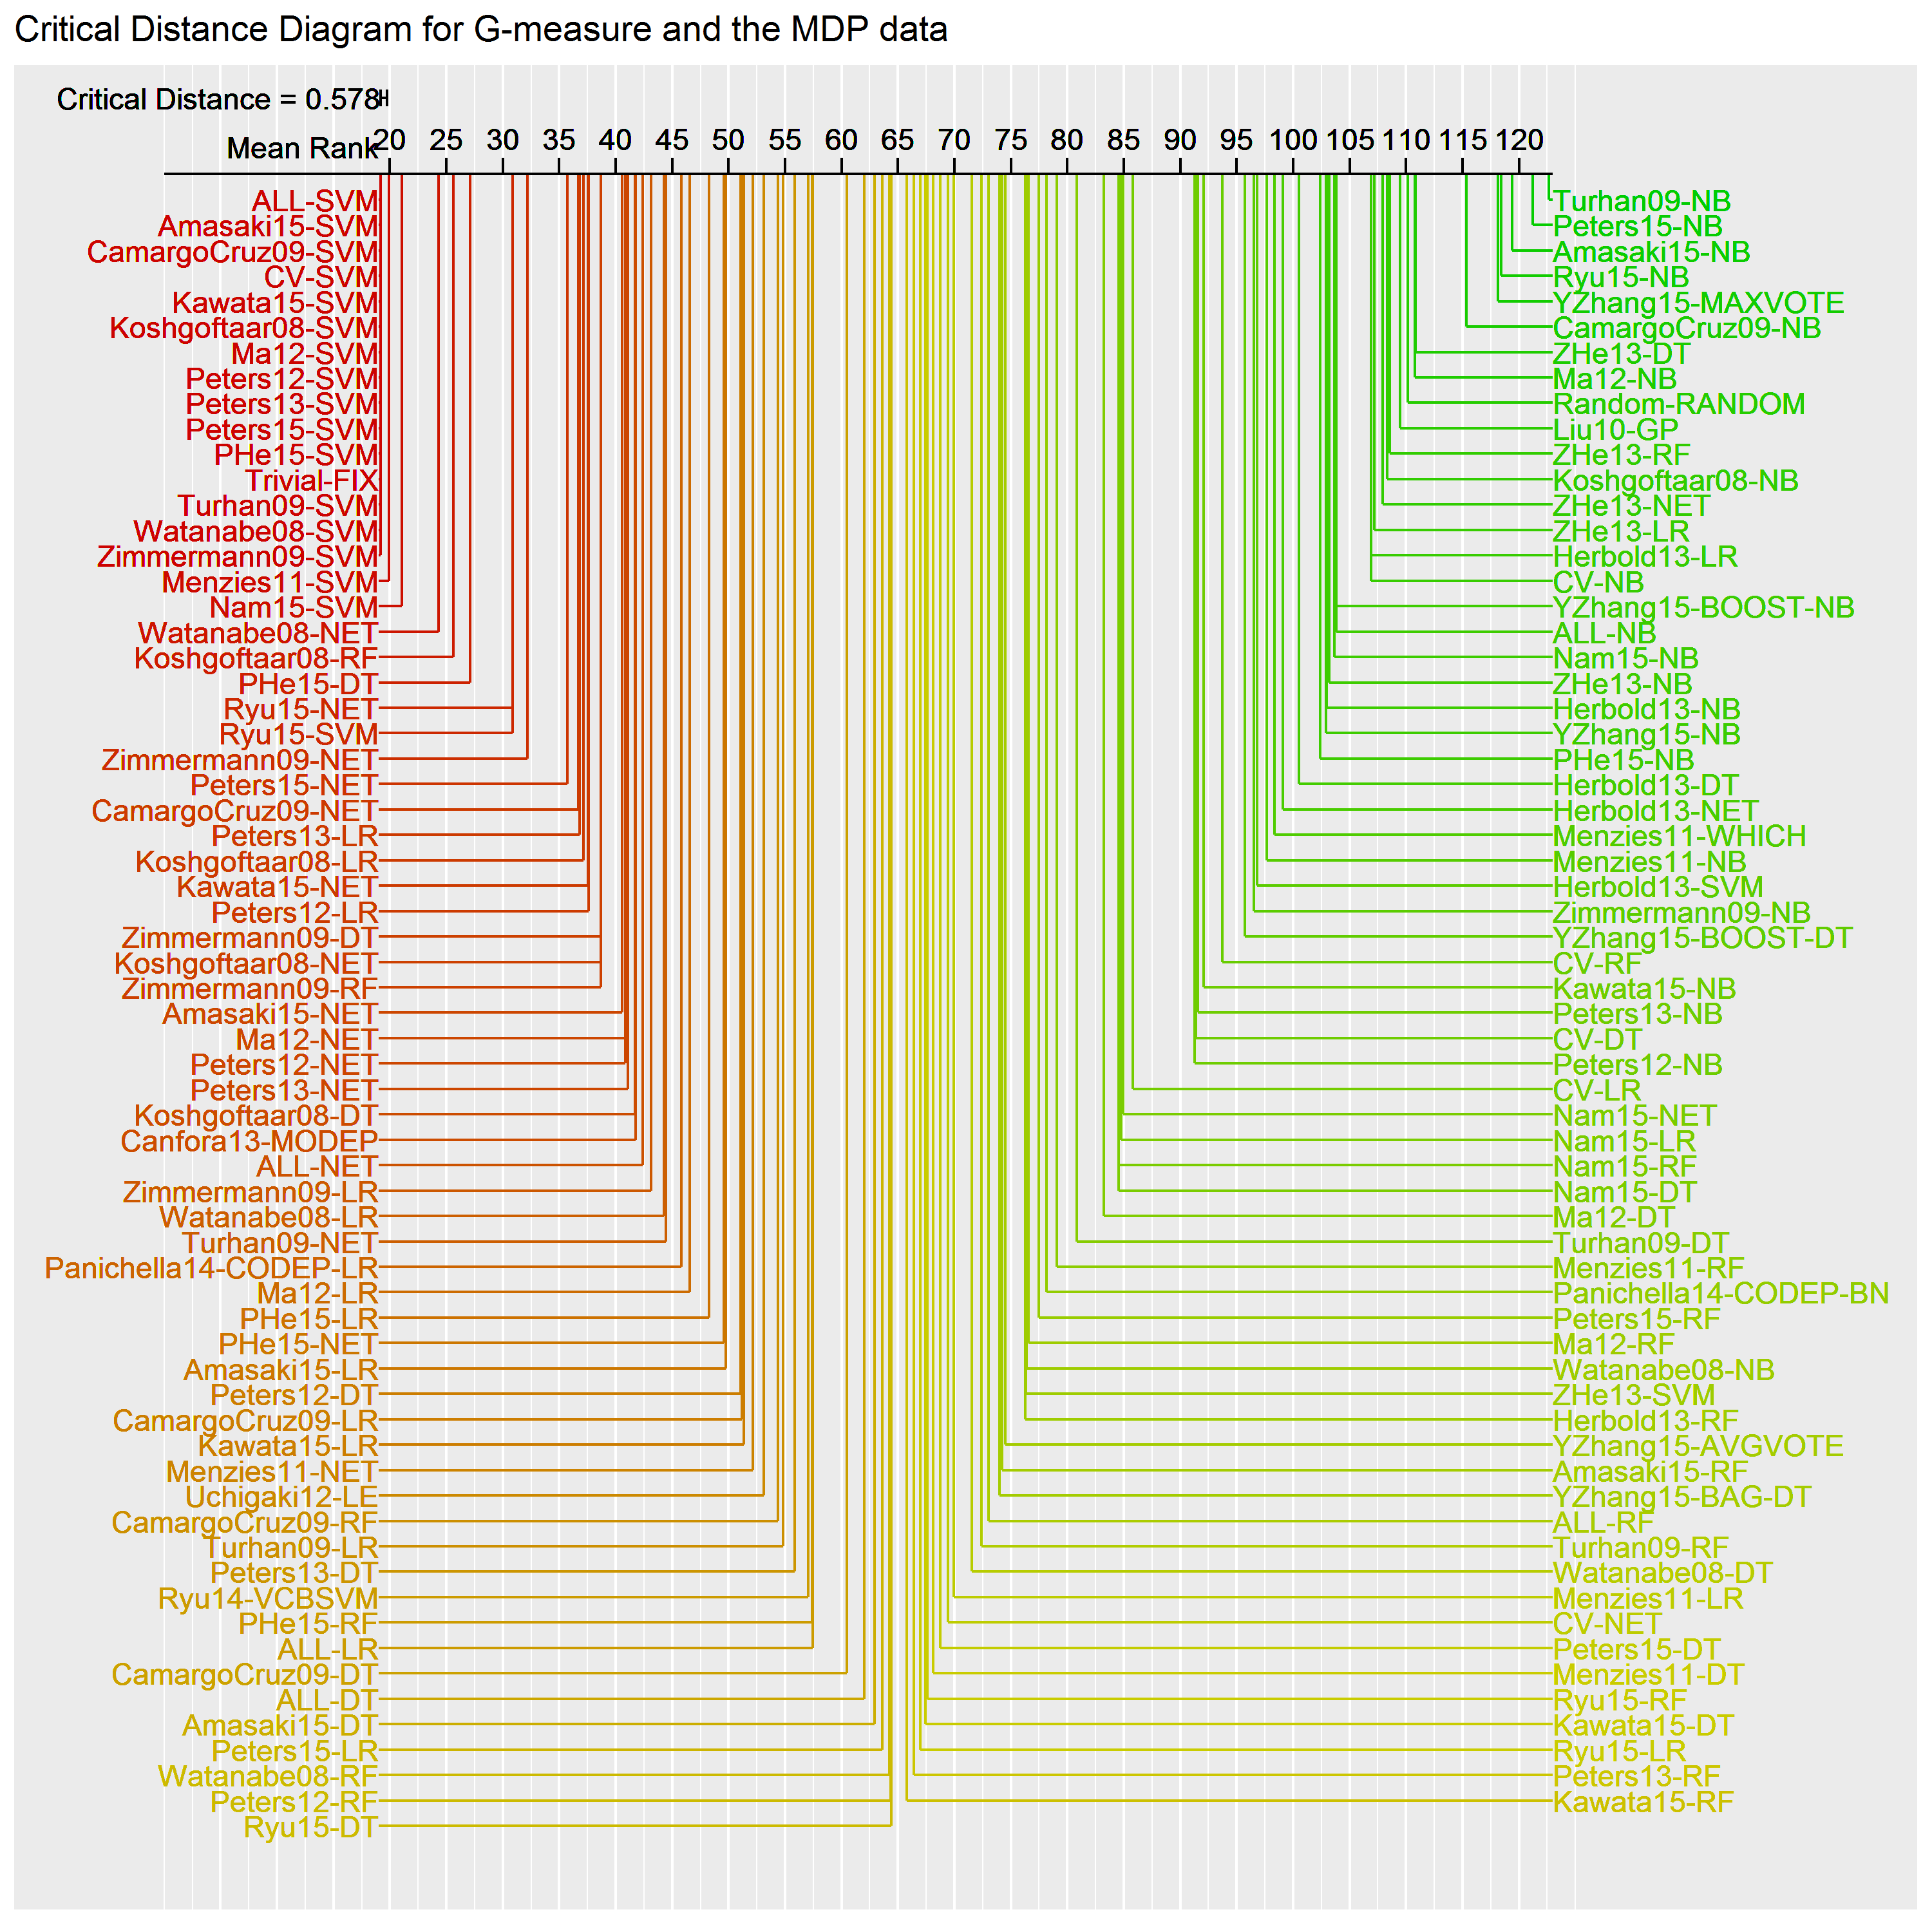 Critical Distance Diagram for G-measure and the MDP data
Critical Distance = 0.578
Mean Rank
20 25 30 35 40 45 50 55 60 65 70 75 80 85 90 95 100 105 110 115 120
ALL-SVM
Amasaki15-SVM
CamargoCruz09-SVM
CV-SVM
Kawata15-SVM
Koshgoftaar08-SVM
Ma12-SVM
Peters12-SVM
Peters13-SVM
Peters15-SVM
PHe15-SVM
Trivial-FIX
Turhan09-SVM
Watanabe08-SVM
Zimmermann09-SVM
Menzies11-SVM
Nam15-SVM
Watanabe08-NET
Koshgoftaar08-RF
PHe15-DT
Ryu15-NET
Ryu15-SVM
Zimmermann09-NET
Peters15-NET
CamargoCruz09-NET
Peters13-LR
Koshgoftaar08-LR
Kawata15-NET
Peters12-LR
Zimmermann09-DT
Koshgoftaar08-NET
Zimmermann09-RF
Amasaki15-NET
Ma12-NET
Peters12-NET
Peters13-NET
Koshgoftaar08-DT
Canfora13-MODEP
ALL-NET
Zimmermann09-LR
Watanabe08-LR
Turhan09-NET
Panichella14-CODEP-LR
Ma12-LR
PHe15-LR
PHe15-NET
Amasaki15-LR
Peters12-DT
CamargoCruz09-LR
Kawata15-LR
Menzies11-NET
Uchigaki12-LE
CamargoCruz09-RF
Turhan09-LR
Peters13-DT
Ryu14-VCBSVM
PHe15-RF
ALL-LR
CamargoCruz09-DT
ALL-DT
Amasaki15-DT
Peters15-LR
Watanabe08-RF
Peters12-RF
Ryu15-DT
Turhan09-NB
Peters15-NB
Amasaki15-NB
Ryu15-NB
YZhang15-MAXVOTE
CamargoCruz09-NB
ZHe13-DT
Ma12-NB
Random-RANDOM
Liu10-GP
ZHe13-RF
Koshgoftaar08-NB
ZHe13-NET
ZHe13-LR
Herbold13-LR
CV-NB
YZhang15-BOOST-NB
ALL-NB
Nam15-NB
ZHe13-NB
Herbold13-NB
YZhang15-NB
PHe15-NB
Herbold13-DT
Herbold13-NET
Menzies11-WHICH
Menzies11-NB
Herbold13-SVM
Zimmermann09-NB
YZhang15-BOOST-DT
CV-RF
Kawata15-NB
Peters13-NB
CV-DT
Peters12-NB
CV-LR
Nam15-NET
Nam15-LR
Nam15-RF
Nam15-DT
Ma12-DT
Turhan09-DT
Menzies11-RF
Panichella14-CODEP-BN
Peters15-RF
Ma12-RF
Watanabe08-NB
ZHe13-SVM
Herbold13-RF
YZhang15-AVGVOTE
Amasaki15-RF
YZhang15-BAG-DT
ALL-RF
Turhan09-RF
Watanabe08-DT
Menzies11-LR
CV-NET
Peters15-DT
Menzies11-DT
Ryu15-RF
Kawata15-DT
Ryu15-LR
Peters13-RF
Kawata15-RF